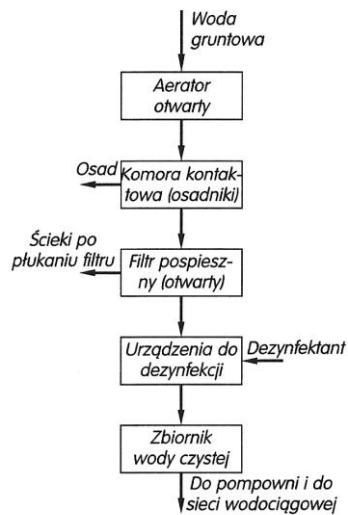 Woda
gruntowa
Aerator
otwarty
Osad
Komora kontak-
towa (osadniki)
Ścieki po
płukaniu filtru
Filtr pospiesz-
ny (otwarty)
Urządzenia do
dezynfekcji
Dezynfektant
Zbiornik
wody czystej
Do pompowni i do
sieci wodociągowej